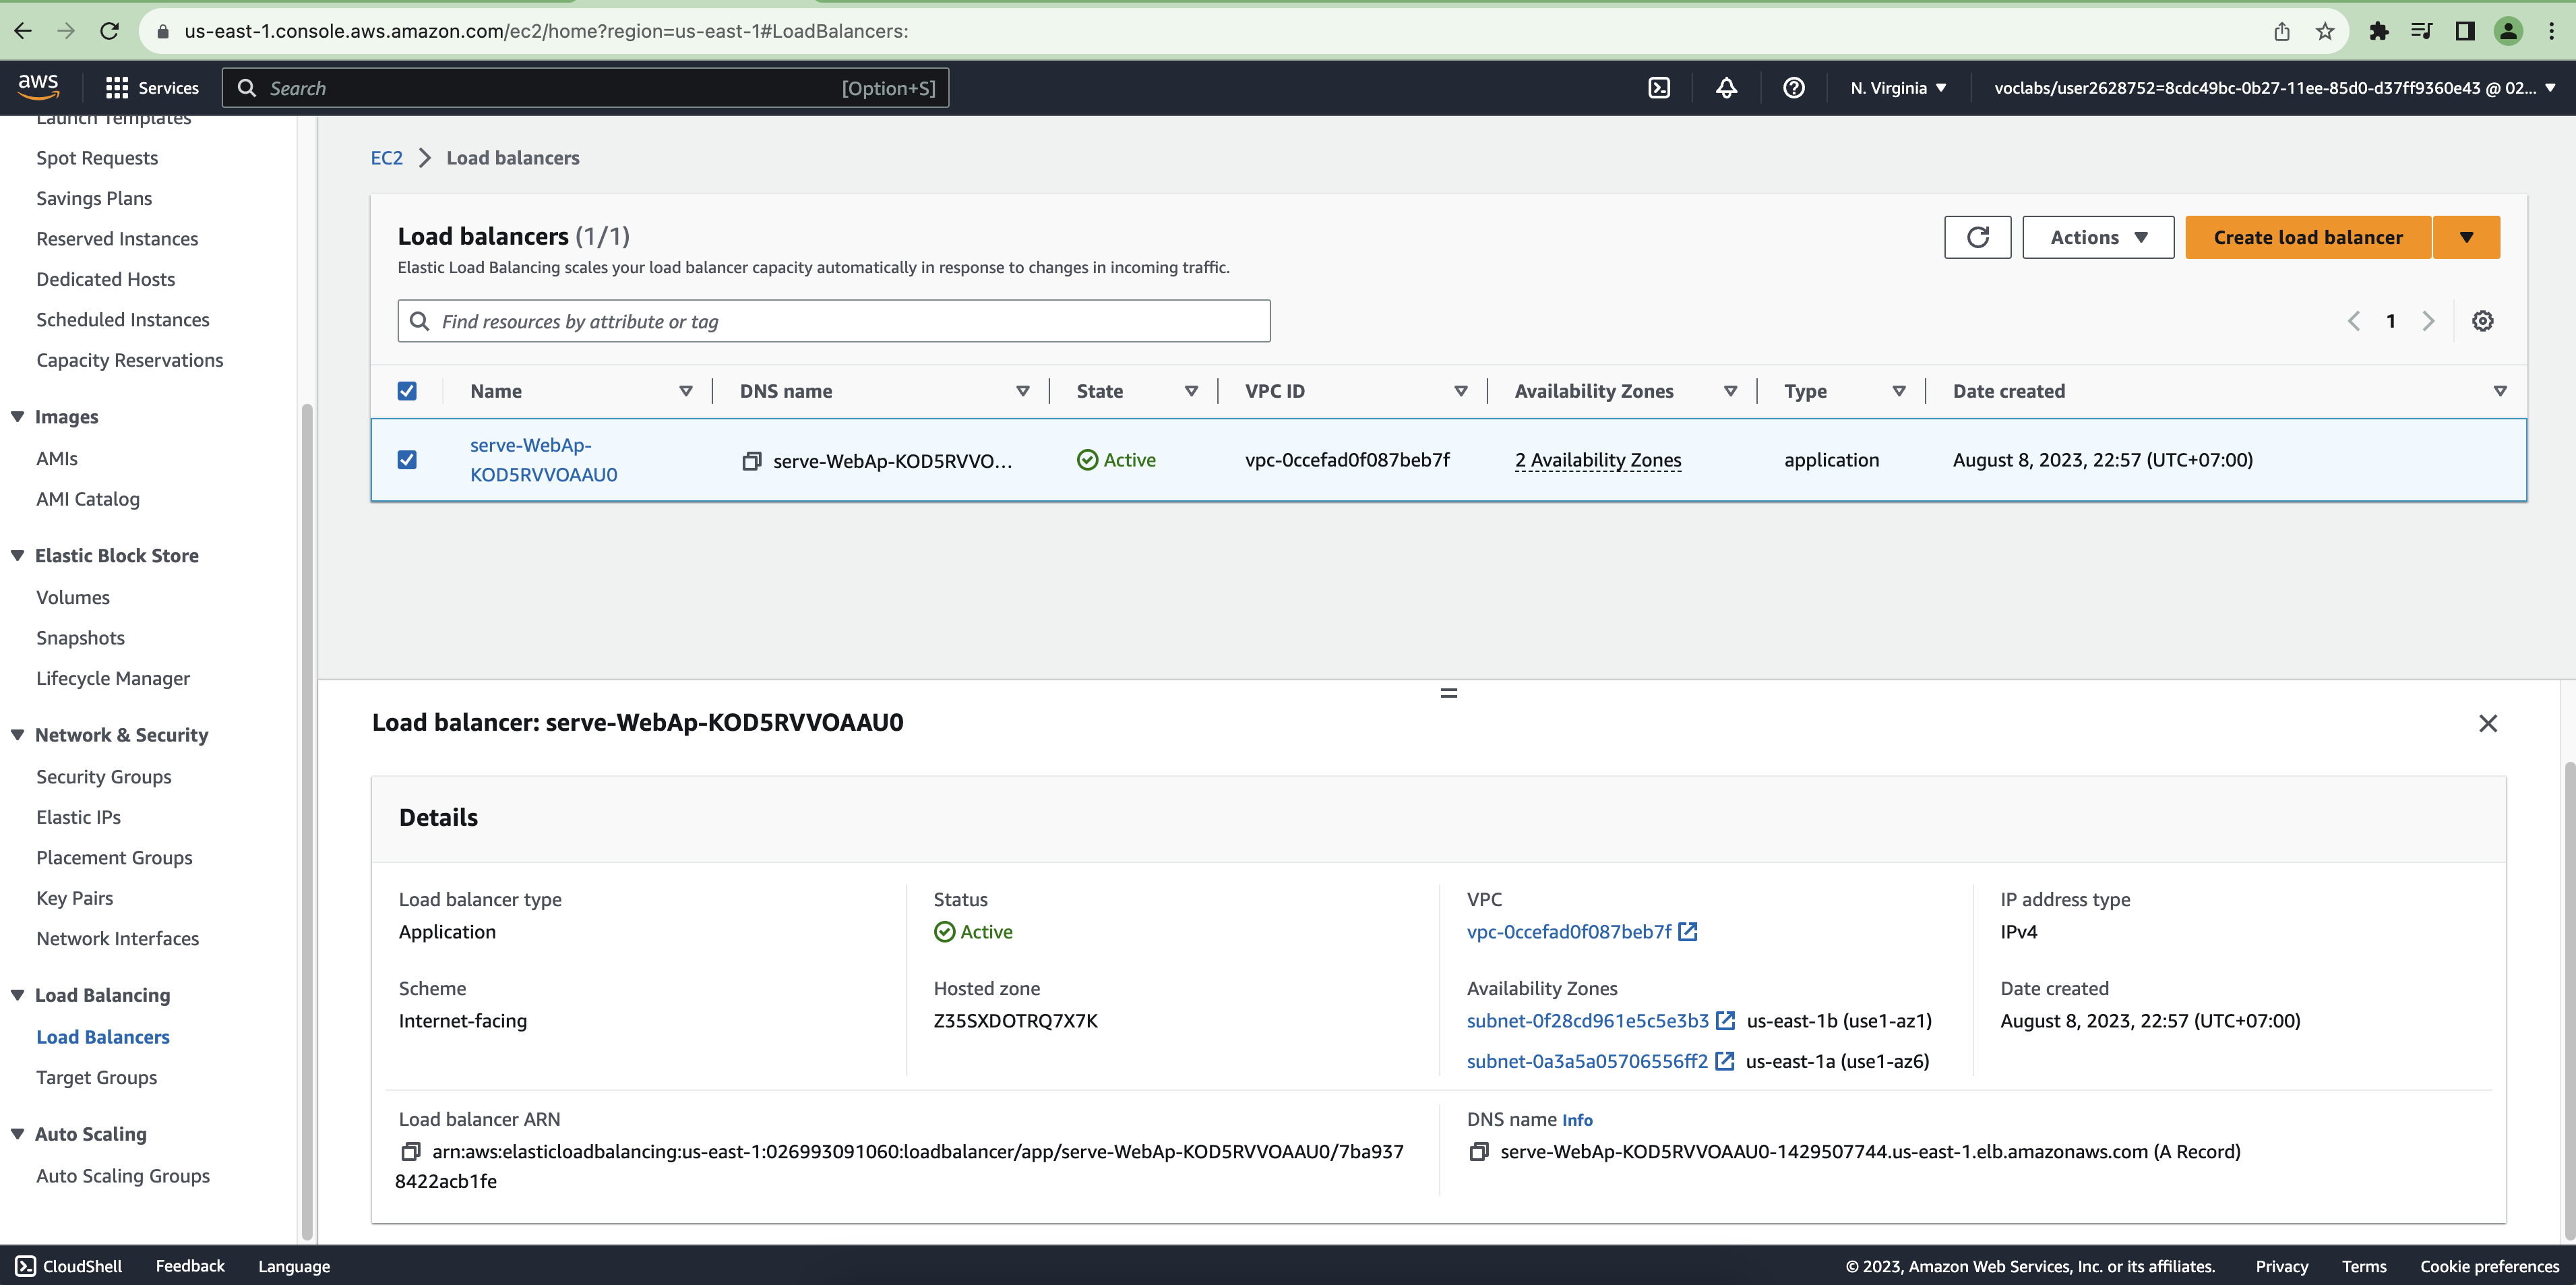 us-east-1.console.aws.amazon.com/ec2/home?region=us-east-1#LoadBalancers:
aws
Services
Search
[Option+S]
N. Virginia
voclabs/user2628752=8cdc49bc-0b27-11ee-85d0-d37ff9360e43 @ 02...
Launch Templates
Spot Requests
Savings Plans
Reserved Instances
Dedicated Hosts
Scheduled Instances
Capacity Reservations
Images
AMIs
AMI Catalog
Elastic Block Store
Volumes
Snapshots
Lifecycle Manager
Network & Security
Security Groups
Elastic IPs
Placement Groups
Key Pairs
Network Interfaces
Load Balancing
Load Balancers
Target Groups
Auto Scaling
Auto Scaling Groups
EC2 > Load balancers
Load balancers (1/1)
Elastic Load Balancing scales your load balancer capacity automatically in response to changes in incoming traffic.
Actions
Create load balancer
Find resources by attribute or tag
1
Name
DNS name
State
VPC ID
Availability Zones
Type
Date created
serve-WebAp-
KOD5RVVOAAU0
serve-WebAp-KOD5RVVO...
Active
vpc-0ccefad0f087beb7f
2 Availability Zones
application
August 8, 2023, 22:57 (UTC+07:00)
Load balancer: serve-WebAp-KOD5RVVOAAU0
Details
Load balancer type
Application
Status
Active
VPC
vpc-0ccefad0f087beb7f
IP address type
IPv4
Scheme
Internet-facing
Hosted zone
Z35SXDOTRQ7X7K
Availability Zones
subnet-0f28cd961e5c5e3b3 us-east-1b (use1-az1)
subnet-0a3a5a05706556ff2 us-east-1a (use1-az6)
Date created
August 8, 2023, 22:57 (UTC+07:00)
Load balancer ARN
arn:aws:elasticloadbalancing:us-east-1:026993091060:loadbalancer/app/serve-WebAp-KOD5RVVOAAU0/7ba937
8422acb1fe
DNS name Info
serve-WebAp-KOD5RVVOAAU0-1429507744.us-east-1.elb.amazonaws.com (A Record)
CloudShell
Feedback
Language
© 2023, Amazon Web Services, Inc. or its affiliates.
Privacy
Terms
Cookie preferences